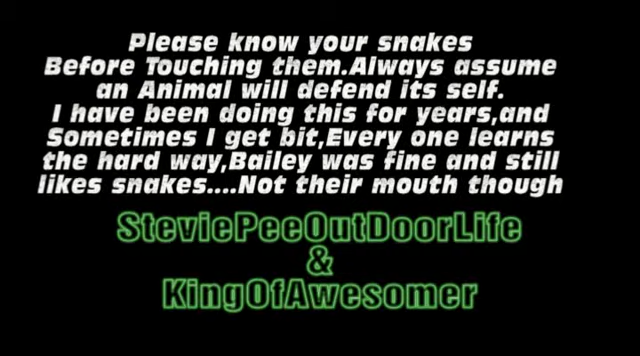 Please know your snakes
Before Touching them.Always assume
an Animal will defend its self.
I have been doing this for years,and
Sometimes I get bit,Every one learns
the hard way,Bailey was fine and still
likes snakes....Not their mouth though
SteviePeeOutDoorLife
&
KingOfAwesomer